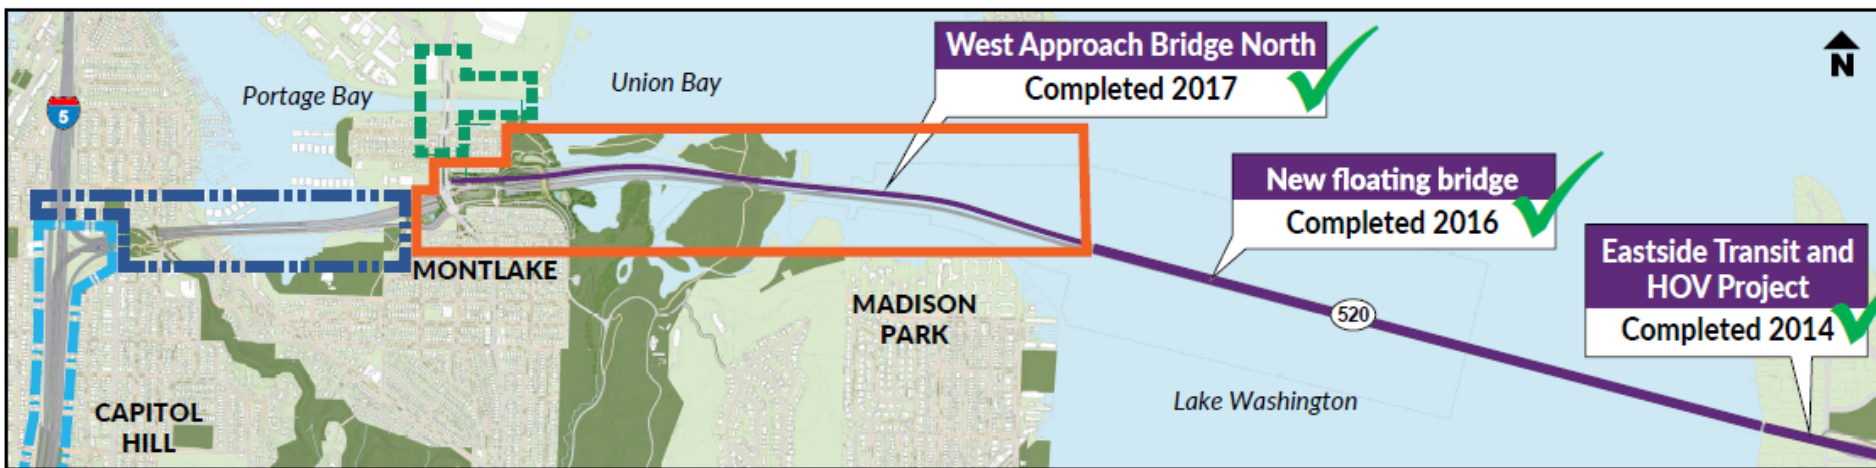 West Approach Bridge North
Completed 2017
N
Union Bay
Portage Bay
5
New floating bridge
Completed 2016
Eastside Transit and
HOV Project
Completed 2014
MONTLAKE
MADISON
PARK
520
Lake Washington
CAPITOL
HILL